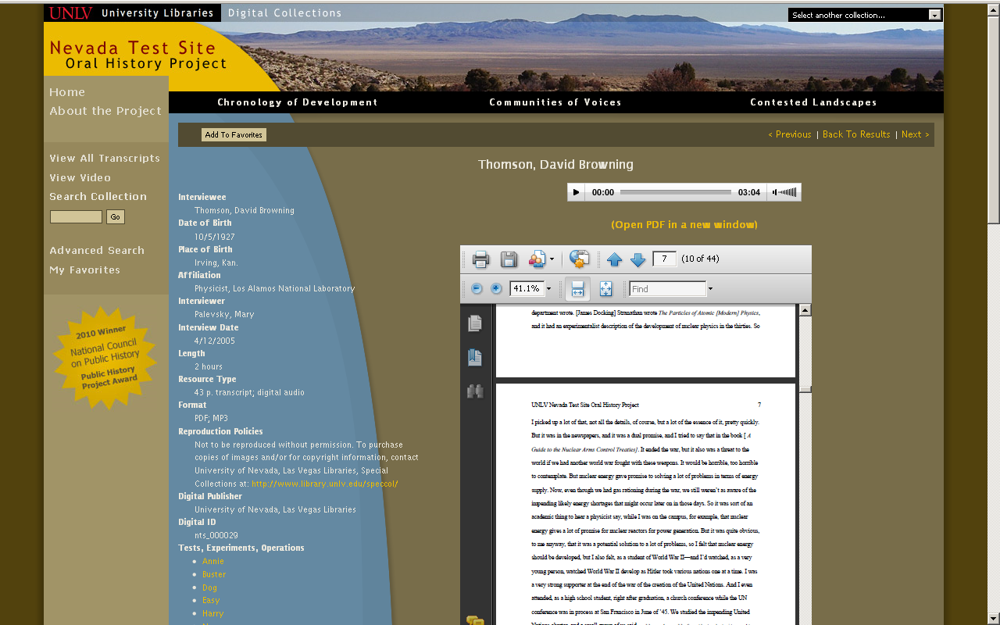 UNLV University Libraries Digital Collections
Select another collection...
Nevada Test Site
Oral History Project
Home
About the Project
Chronology of Development
Communities of Voices
Contested Landscapes
View All Transcripts
View Video
Search Collection
Go
Advanced Search
My Favorites
2010 Winner
National Council
on Public History
Public History
Project Award
Add To Favorites
< Previous | Back To Results | Next >
Thomson, David Browning
Interviewee
Thomson, David Browning
Date of Birth
10/5/1927
Place of Birth
Irving, Kan.
Affiliation
Physicist, Los Alamos National Laboratory
Interviewer
Palevsky, Mary
Interview Date
4/12/2005
Length
2 hours
Resource Type
43 p. transcript; digital audio
Format
PDF; MP3
Reproduction Policies
Not to be reproduced without permission. To purchase
copies of images and/or for copyright information, contact
University of Nevada, Las Vegas Libraries, Special
Collections at: http://www.library.unlv.edu/speccol/
Digital Publisher
University of Nevada, Las Vegas Libraries
Digital ID
nts_000029
Tests, Experiments, Operations
Annie
Buster
Dog
Easy
Harry
00:00 03:04
(Open PDF in a new window)
7 (10 of 44)
41.1% Find
department wrote. [James Docking] Stranathan wrote The Particles of Atomic [Modern] Physics,
and it had an experimentalist description of the development of nuclear physics in the thirties. So
UNLV Nevada Test Site Oral History Project 7
I picked up a lot of that, not all the details, of course, but a lot of the essence of it, pretty quickly.
But it was in the newspapers, and it was a dual promise, and I tried to say that in the book [ A
Guide to the Nuclear Arms Control Treaties]. It ended the war, but it also was a threat to the
world if we had another world war fought with these weapons. It would be horrible, too horrible
to contemplate. But nuclear energy gave promise to solving a lot of problems in terms of energy
supply. Now, even though we had gas rationing during the war, we still weren't as aware of the
impending likely energy shortages that might occur later on in those days. So it was sort of an
academic thing to hear a physicist say, while I was on the campus, for example, that nuclear
energy gives a lot of promise for nuclear reactors for power generation. But it was quite obvious,
to me anyway, that it was a potential solution to a lot of problems, so I felt that nuclear energy
should be developed, but I also felt, as a student of World War II—and I'd watched, as a very
young person, watched World War II develop as Hitler took various nations one at a time. I was
a very strong supporter at the end of the war of the creation of the United Nations. And I even
attended, as a high school student, right after graduation, a church conference while the UN
conference was in process at San Francisco in June of '45. We studied the impending United